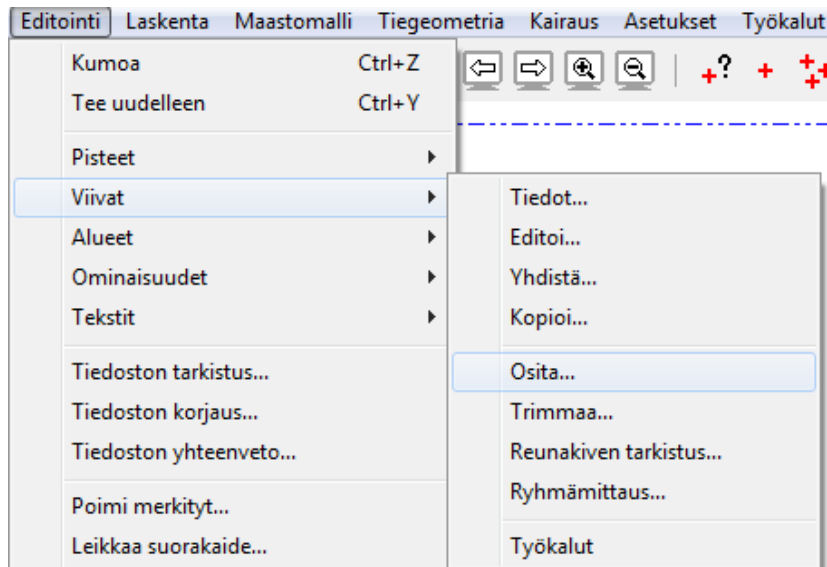 Editointi Laskenta Maastomalli Tiegeometria Kairaus Asetukset Työkalut
Kumoa Ctrl+Z
Tee uudelleen Ctrl+Y
Pisteet
Viivat
Alueet
Ominaisuudet
Tekstit
Tiedoston tarkistus...
Tiedoston korjaus...
Tiedoston yhteenveto...
Poimi merkityt...
Leikkaa suorakaide...
Tiedot...
Editoi...
Yhdistä...
Kopioi...
Osita...
Trimmaa...
Reunakiven tarkistus...
Ryhmämittaus...
Työkalut